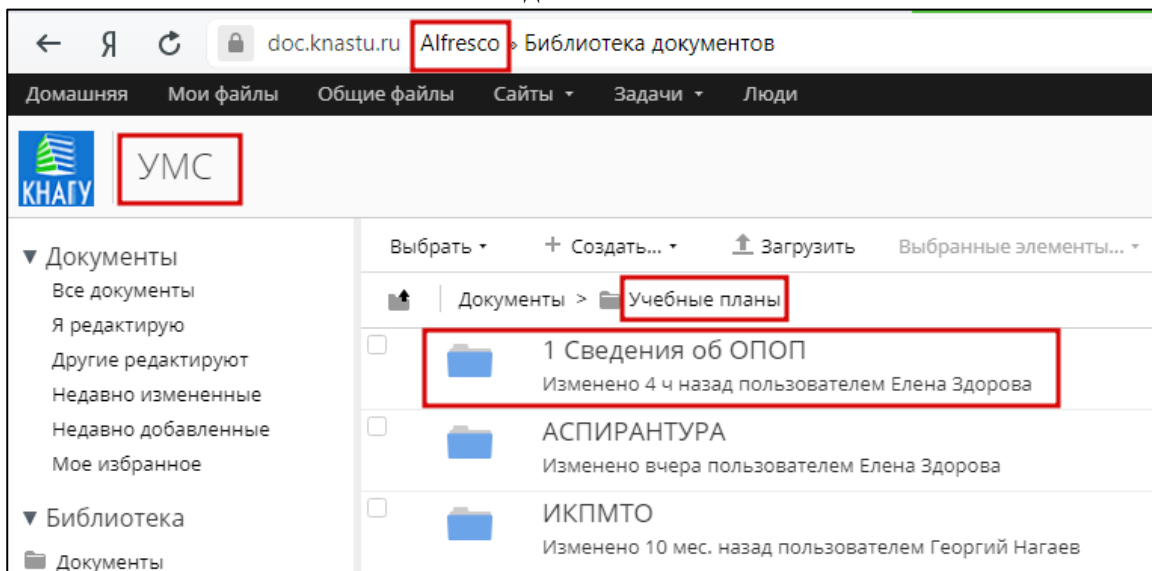 doc.knastu.ru Alfresco » Библиотека документов
Домашняя Мои файлы Общие файлы Сайты Задачи Люди
КНАГУ
УМС
Документы
Все документы
Я редактирую
Другие редактируют
Недавно измененные
Недавно добавленные
Мое избранное
Библиотека
Документы
Выбрать + Создать... Загрузить Выбранные элементы...
Документы > Учебные планы
1 Сведения об ОПОП
Изменено 4 ч назад пользователем Елена Здорова
АСПИРАНТУРА
Изменено вчера пользователем Елена Здорова
ИКПМТО
Изменено 10 мес. назад пользователем Георгий Нагаев